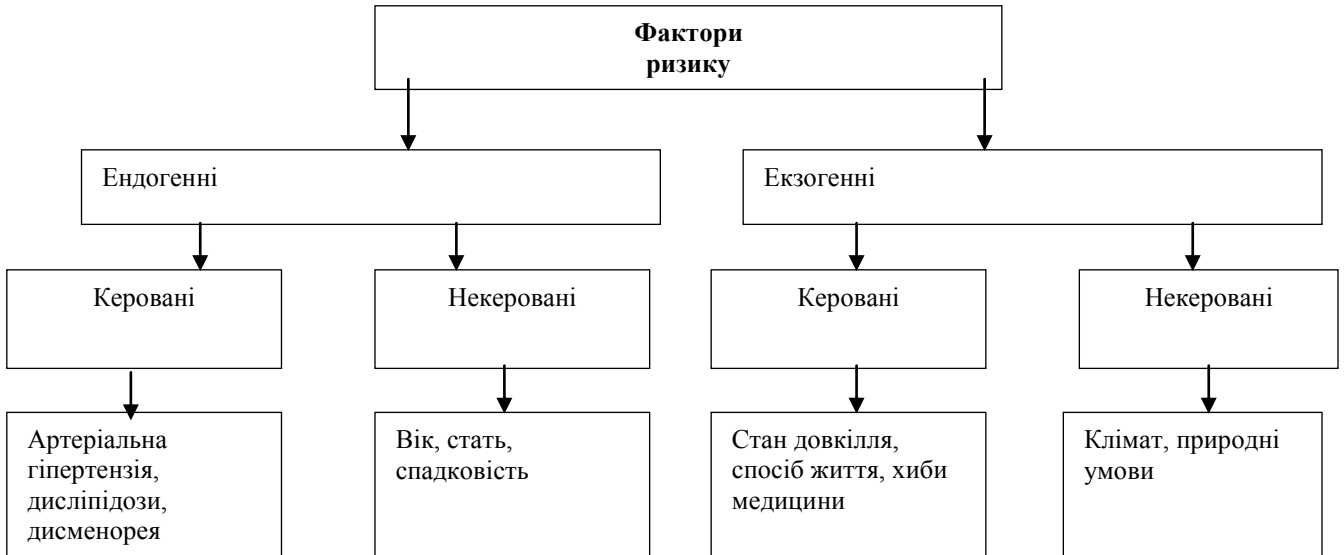 Фактори
ризику
Ендогенні
Екзогенні
Керовані
Некеровані
Керовані
Некеровані
Артеріальна
гіпертензія,
дисліпідози,
дисменорея
Вік, стать,
спадковість
Стан довкілля,
спосіб життя, хиби
медицини
Клімат, природні
умови